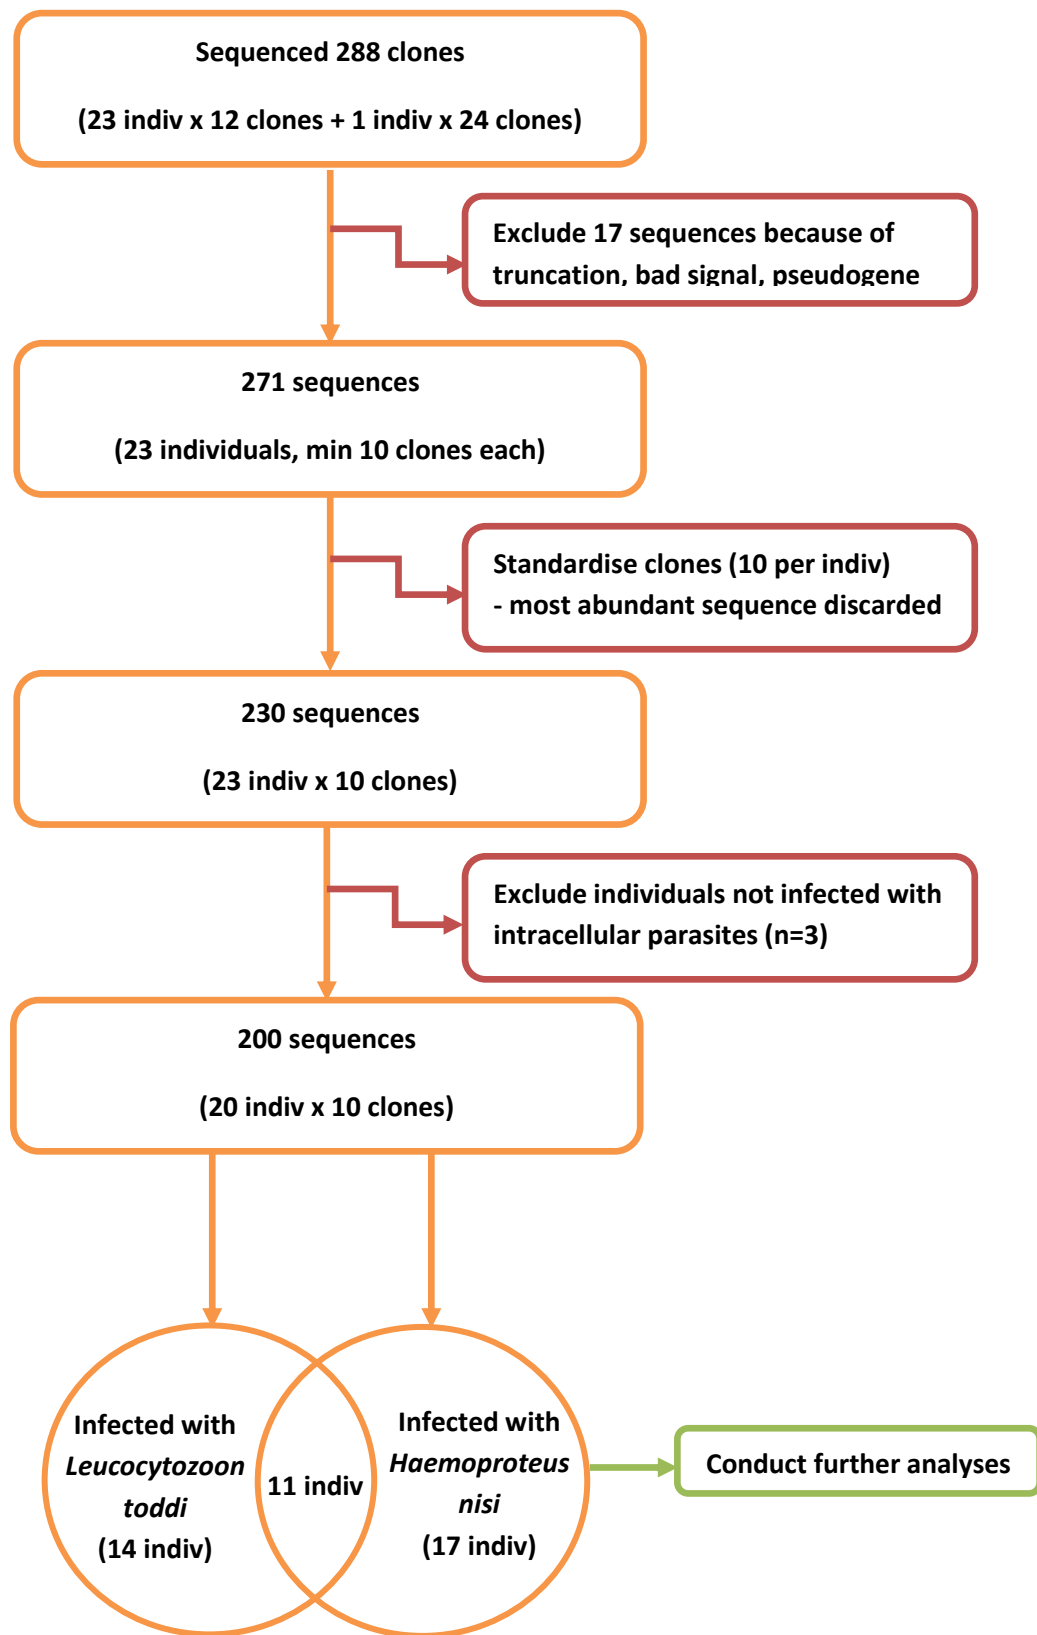 Sequenced 288 clones
(23 indiv x 12 clones + 1 indiv x 24 clones)
Exclude 17 sequences because of
truncation, bad signal, pseudogene
271 sequences
(23 individuals, min 10 clones each)
Standardise clones (10 per indiv)
- most abundant sequence discarded
230 sequences
(23 indiv x 10 clones)
Exclude individuals not infected with
intracellular parasites (n=3)
200 sequences
(20 indiv x 10 clones)
Infected with
Leucocytozoon
toddi
(14 indiv)
11 indiv
Infected with
Haemoproteus
nisi
(17 indiv)
Conduct further analyses